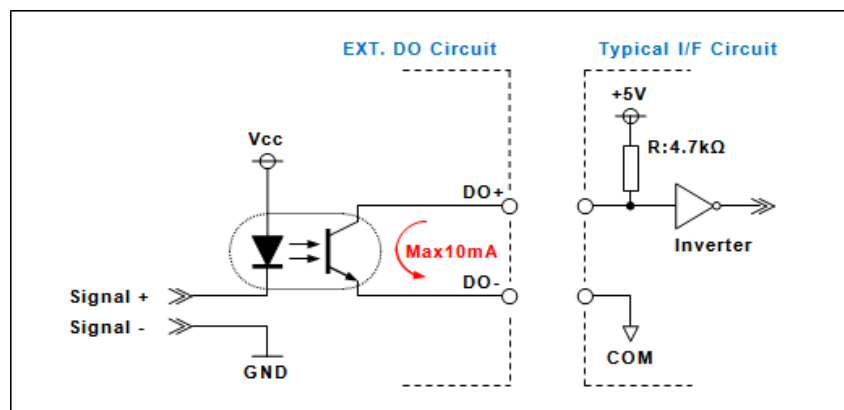 EXT. DO Circuit
Typical I/F Circuit
+5V
Vcc
R:4.7kΩ
DO+
Max10mA
Inverter
DO-
Signal +
Signal -
COM
GND